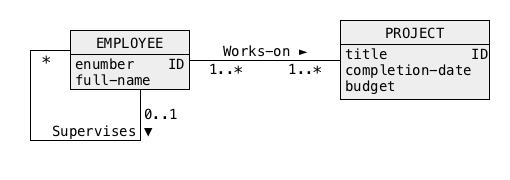 EMPLOYEE
enumber ID
full-name
Works-on ►
1..* 1..*
PROJECT
title ID
completion-date
budget
*
0..1
Supervises ▼